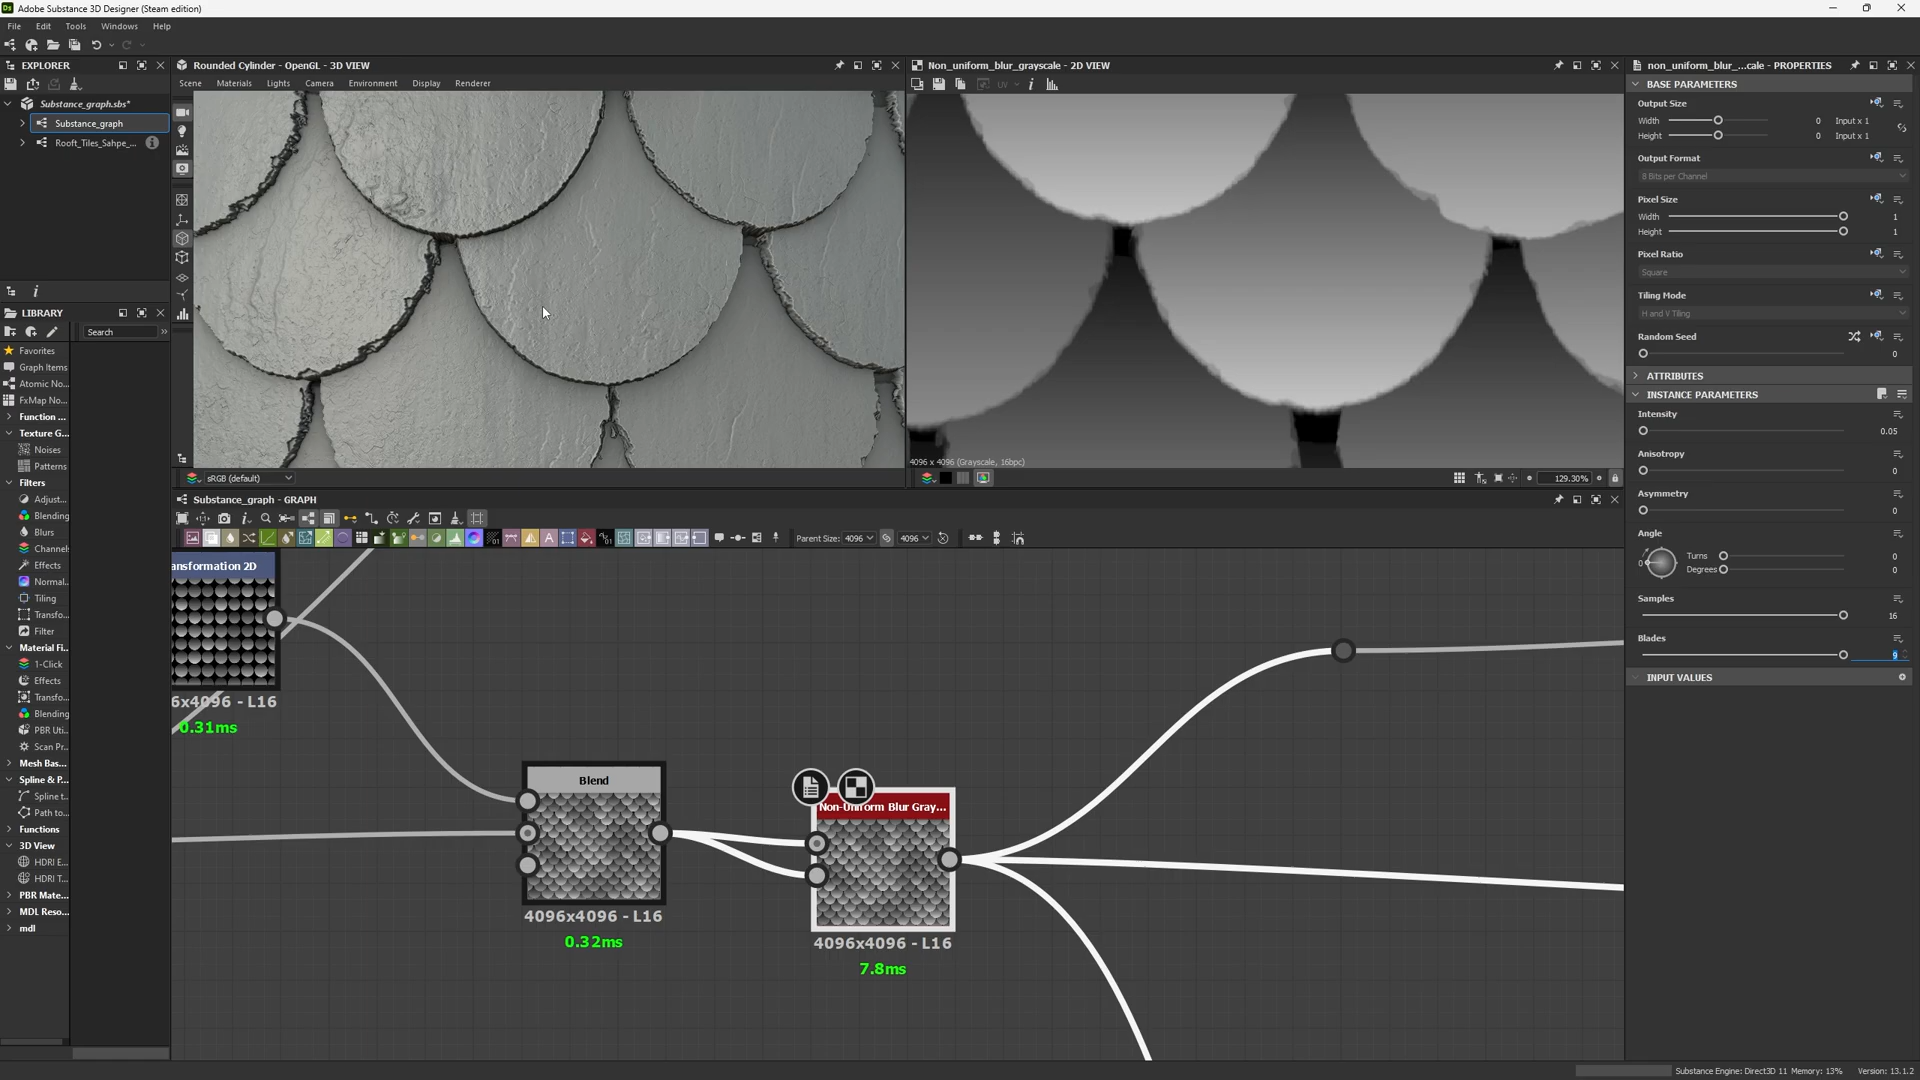 Adobe Substance 3D Designer (Steam edition)
File Edit Tools Windows Help
EXPLORER
Substance_graph.sbs*
Substance_graph
Rooft_Tiles_Sahpe_...
LIBRARY
Search
Favorites
Graph Items
Atomic No...
FxMap No...
Function ...
Texture G...
Noises
Patterns
Filters
Adjust...
Blending
Blurs
Channels
Effects
Normal...
Tiling
Transfo...
Filter
Material Fi...
1-Click
Effects
Transfo...
Blending
PBR Uti...
Scan Pr...
Mesh Bas...
Spline & P...
Spline t...
Path to...
Functions
3D View
HDRI E...
HDRI T...
PBR Mate...
MDL Reso...
mdl
Rounded Cylinder - OpenGL - 3D VIEW
Scene Materials Lights Camera Environment Display Renderer
sRGB (default)
Non_uniform_blur_grayscale - 2D VIEW
UV
4096 x 4096 (Grayscale, 16bpc)
129.30%
Substance_graph - GRAPH
Parent Size: 4096 4096
ansformation 2D
6x4096 - L16
0.31ms
Blend
4096x4096 - L16
0.32ms
Non-Uniform Blur Gray...
4096x4096 - L16
7.8ms
non_uniform_blur_...cale - PROPERTIES
BASE PARAMETERS
Output Size
Width 0 Input x 1
Height 0 Input x 1
Output Format
8 Bits per Channel
Pixel Size
Width 1
Height 1
Pixel Ratio
Square
Tiling Mode
H and V Tiling
Random Seed
0
ATTRIBUTES
INSTANCE PARAMETERS
Intensity
0.05
Anisotropy
0
Asymmetry
0
Angle
0 Turns 0
Degrees 0
Samples
16
Blades
9
INPUT VALUES
Substance Engine: Direct3D 11 Memory: 13% Version: 13.1.2